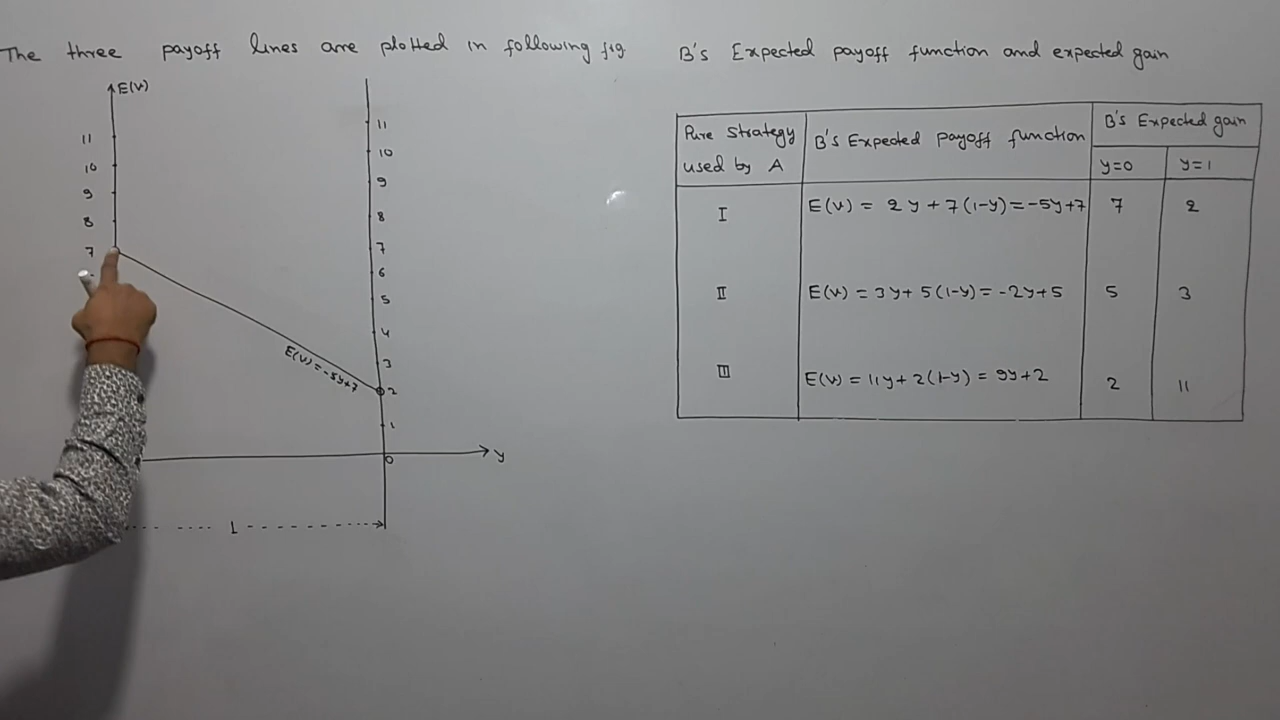 The three payoff lines are plotted in following fig
E(V)
11
10
9
8
7
11
10
9
8
7
6
5
4
3
2
1
0
E(V) = -5y+7
y
1
B's Expected payoff function and expected gain
Pure Strategy used by A
B's Expected payoff function
B's Expected gain
y=0
y=1
I
E(V) = 2y+7(1-y) = -5y+7
7
2
II
E(V) = 3y+5(1-y) = -2y+5
5
3
III
E(V) = 11y+2(1-y) = 9y+2
2
11